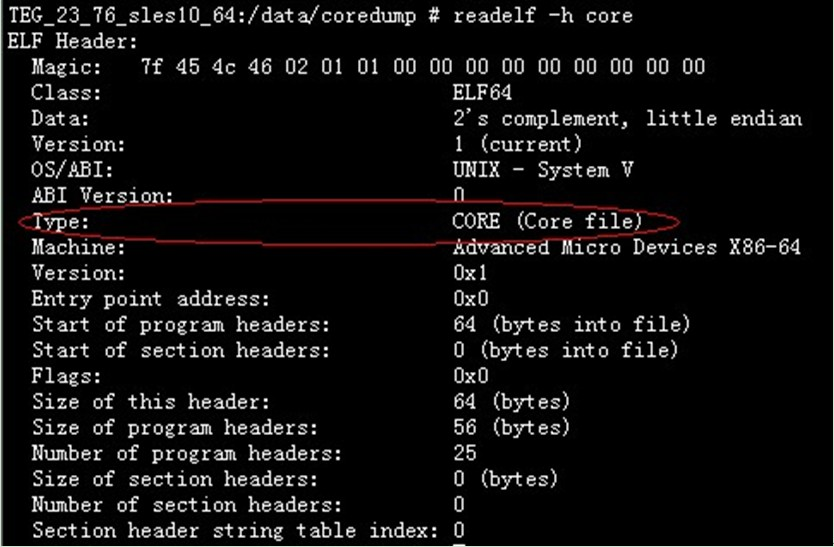 TEG_23_76_sles10_64:/data/coredump # readelf -h core
ELF Header:
Magic: 7f 45 4c 46 02 01 01 00 00 00 00 00 00 00 00 00
Class: ELF64
Data: 2's complement, little endian
Version: 1 (current)
OS/ABI: UNIX - System V
ABI Version: 0
Type: CORE (Core file)
Machine: Advanced Micro Devices X86-64
Version: 0x1
Entry point address: 0x0
Start of program headers: 64 (bytes into file)
Start of section headers: 0 (bytes into file)
Flags: 0x0
Size of this header: 64 (bytes)
Size of program headers: 56 (bytes)
Number of program headers: 25
Size of section headers: 0 (bytes)
Number of section headers: 0
Section header string table index: 0